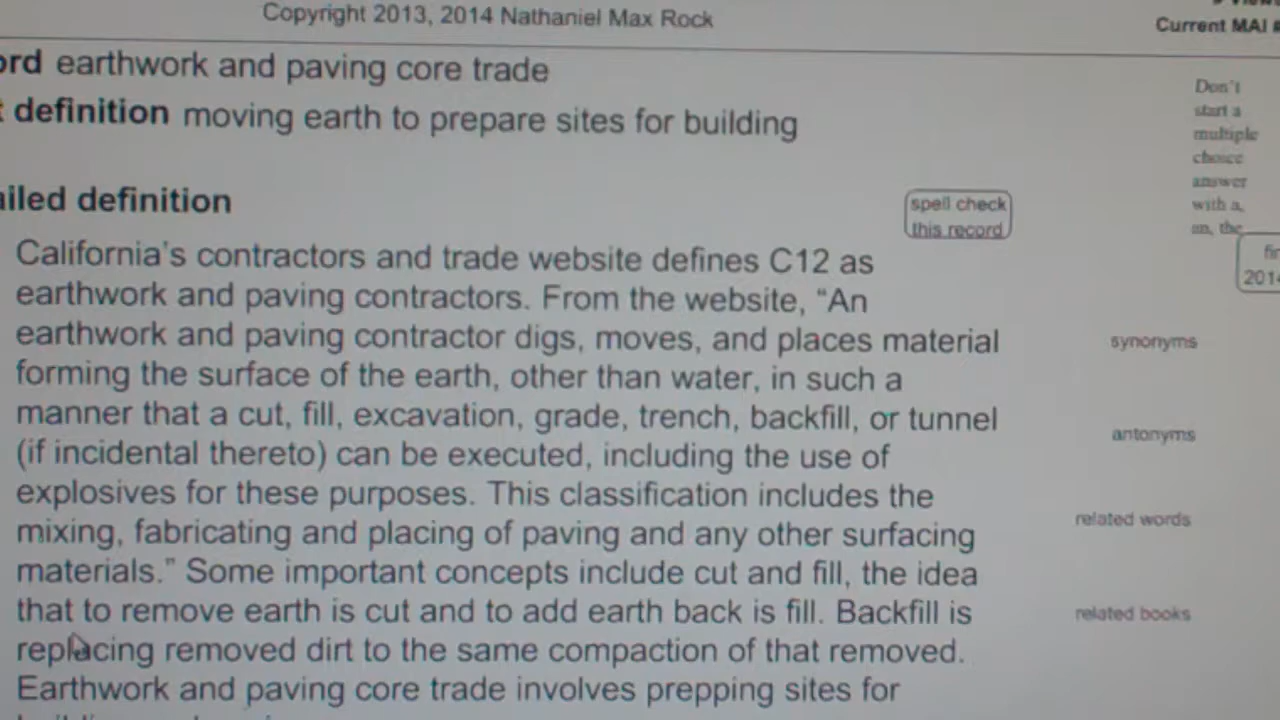 Copyright 2013, 2014 Nathaniel Max Rock
Current MAI
ord earthwork and paving core trade
definition moving earth to prepare sites for building
Don't
start a
multiple
choice
answer
with a,
an, the
ailed definition
spell check
this record
2014
California's contractors and trade website defines C12 as
earthwork and paving contractors. From the website, “An
earthwork and paving contractor digs, moves, and places material
forming the surface of the earth, other than water, in such a
manner that a cut, fill, excavation, grade, trench, backfill, or tunnel
(if incidental thereto) can be executed, including the use of
explosives for these purposes. This classification includes the
mixing, fabricating and placing of paving and any other surfacing
materials.” Some important concepts include cut and fill, the idea
that to remove earth is cut and to add earth back is fill. Backfill is
replacing removed dirt to the same compaction of that removed.
Earthwork and paving core trade involves prepping sites for
synonyms
antonyms
related words
related books